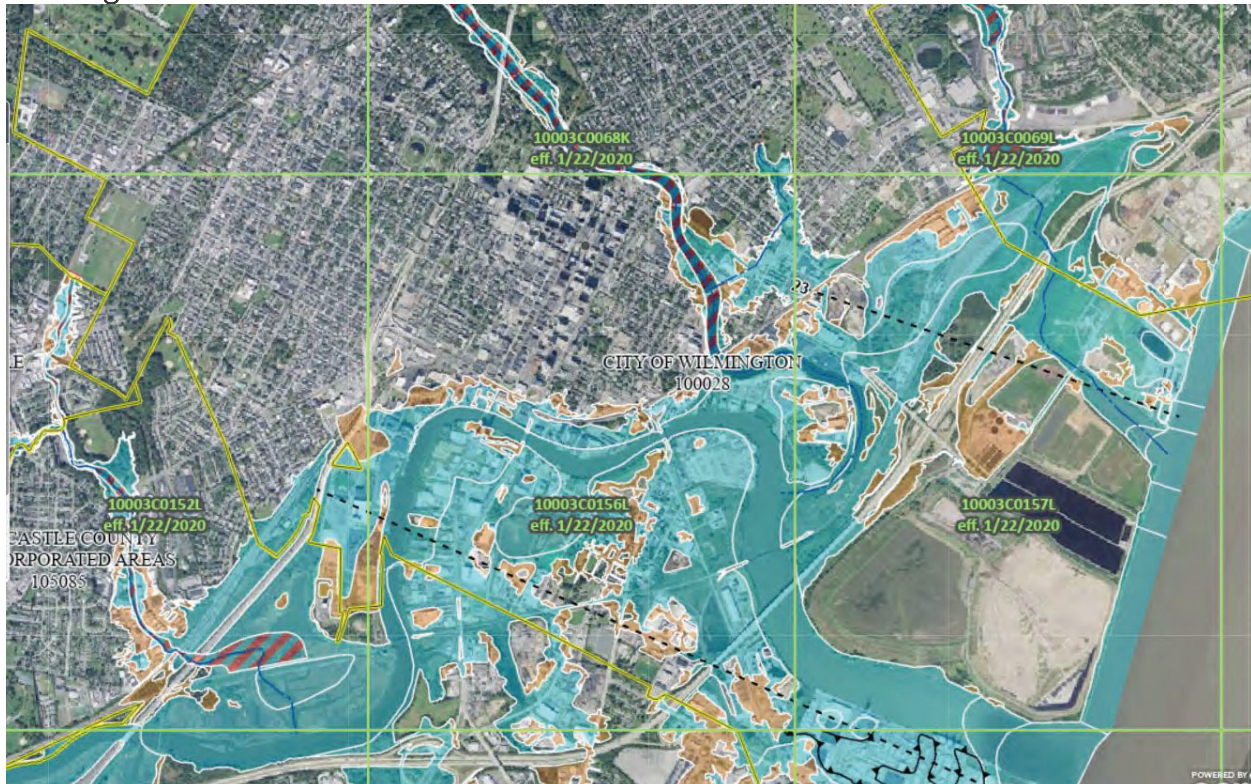 10003C0068K
eff. 1/22/2020
10003C0069L
eff. 1/22/2020
23
CITY OF WILMINGTON
100028
LE
10003C0152L
eff. 1/22/2020
10003C0156L
eff. 1/22/2020
10003C0157L
eff. 1/22/2020
CASTLE COUNTY
ORPORATED AREAS
105085
POWERED BY